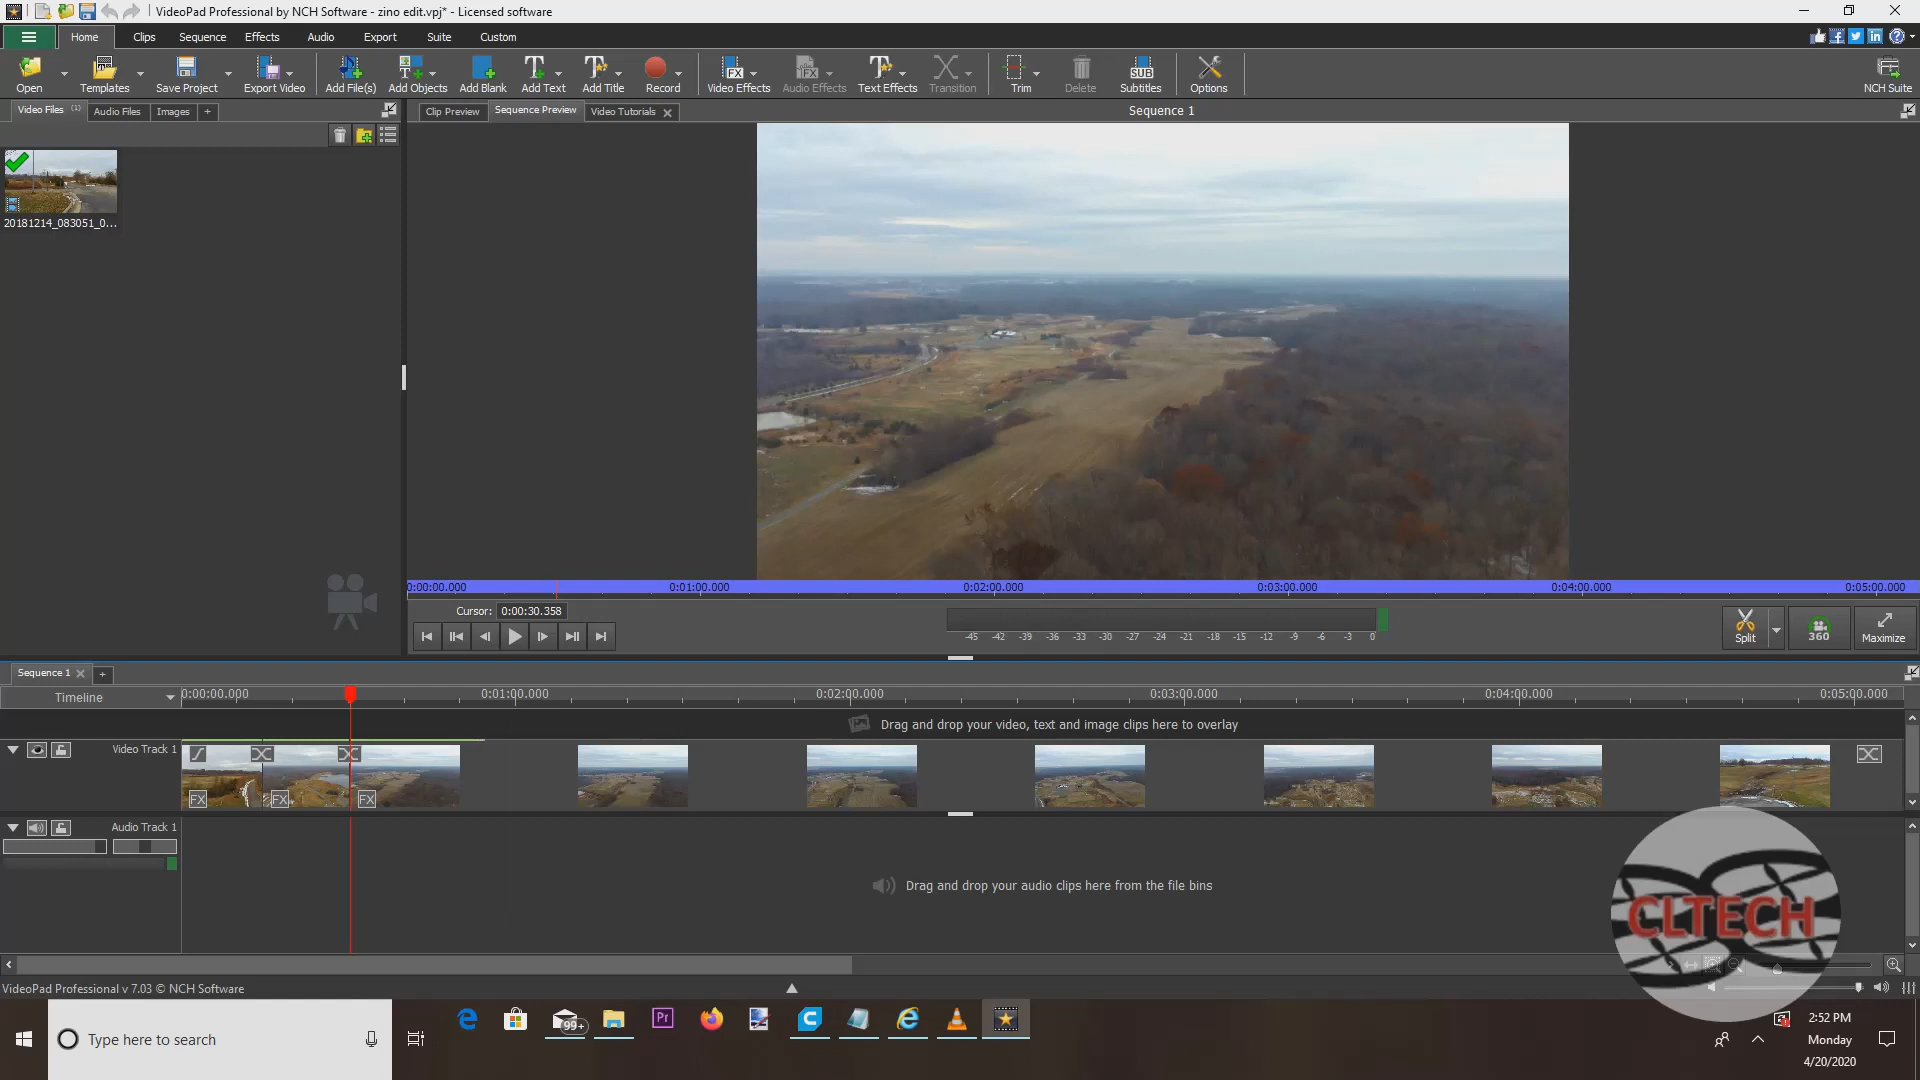 VideoPad Professional by NCH Software - zino edit.vpj* - Licensed software
Home Clips Sequence Effects Audio Export Suite Custom
Open Templates Save Project Export Video Add File(s) Add Objects Add Blank Add Text Add Title Record Video Effects Audio Effects Text Effects Transition Trim Delete Subtitles Options NCH Suite
FX FX SUB
Video Files (1) Audio Files Images + Clip Preview Sequence Preview Video Tutorials Sequence 1
20181214_083051_0...
0:00:00.000 0:01:00.000 0:02:00.000 0:03:00.000 0:04:00.000 0:05:00.000
Cursor: 0:00:30.358
-45 -42 -39 -36 -33 -30 -27 -24 -21 -18 -15 -12 -9 -6 -3 0
Split 360 Maximize
Sequence 1 +
Timeline 0:00:00.000 0:01:00.000 0:02:00.000 0:03:00.000 0:04:00.000 0:05:00.000
Drag and drop your video, text and image clips here to overlay
Video Track 1
FX FX FX
Audio Track 1
Drag and drop your audio clips here from the file bins
CLTECH
VideoPad Professional v 7.03 © NCH Software
Type here to search
99+
Pr
2:52 PM
Monday
4/20/2020